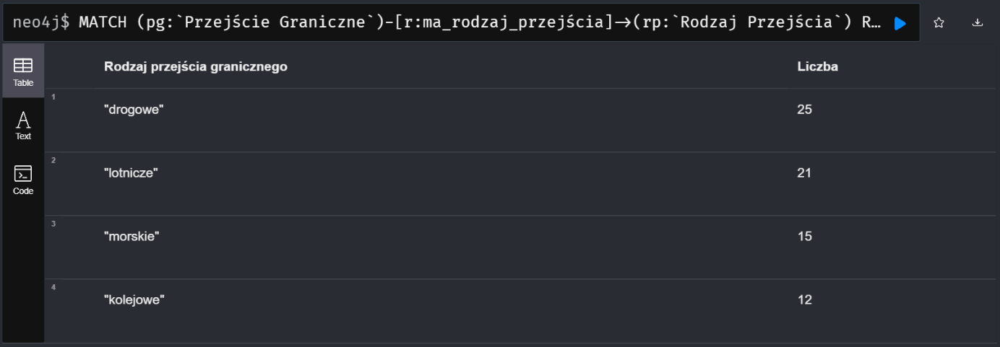 neo4j$ MATCH (pg:`Przejście Graniczne`)-[r:ma_rodzaj_przejścia]→(rp:`Rodzaj Przejścia`) R…
Table
Text
Code
Rodzaj przejścia granicznego Liczba
1 "drogowe" 25
2 "lotnicze" 21
3 "morskie" 15
4 "kolejowe" 12